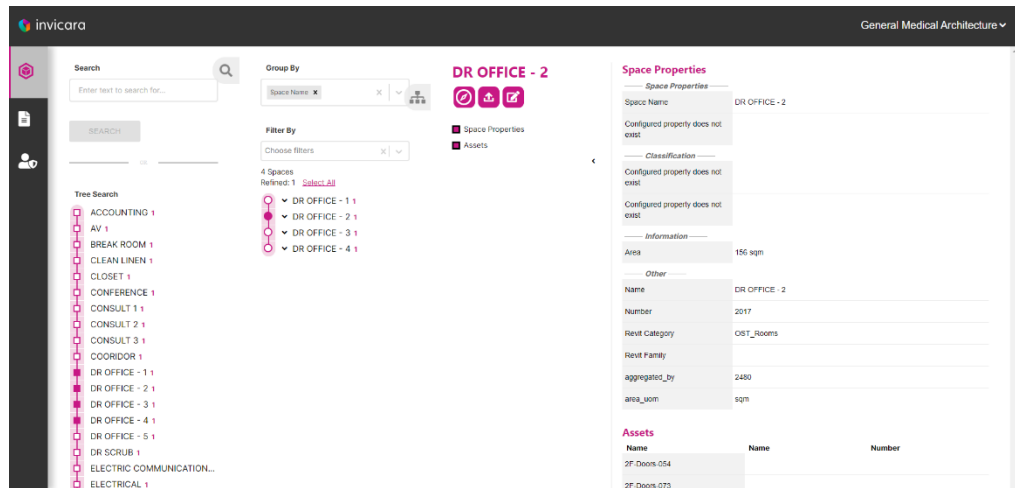 invicara
General Medical Architecture
Search
Enter text to search for...
SEARCH
OR
Tree Search
ACCOUNTING 1
AV 1
BREAK ROOM 1
CLEAN LINEN 1
CLOSET 1
CONFERENCE 1
CONSULT 1 1
CONSULT 2 1
CONSULT 3 1
COORIDOR 1
DR OFFICE - 1 1
DR OFFICE - 2 1
DR OFFICE - 3 1
DR OFFICE - 4 1
DR OFFICE - 5 1
DR SCRUB 1
ELECTRIC COMMUNICATION...
ELECTRICAL 1
Group By
Space Name x
Filter By
Choose filters
4 Spaces
Refined: 1 Select All
DR OFFICE - 1 1
DR OFFICE - 2 1
DR OFFICE - 3 1
DR OFFICE - 4 1
DR OFFICE - 2
Space Properties
Assets
Space Properties
Space Properties
Space Name DR OFFICE - 2
Configured property does not
exist
Classification
Configured property does not
exist
Configured property does not
exist
Information
Area 156 sqm
Other
Name DR OFFICE - 2
Number 2017
Revit Category OST_Rooms
Revit Family
aggregated_by 2480
area_uom sqm
Assets
Name Name Number
2F-Doors-054
2F-Doors-073